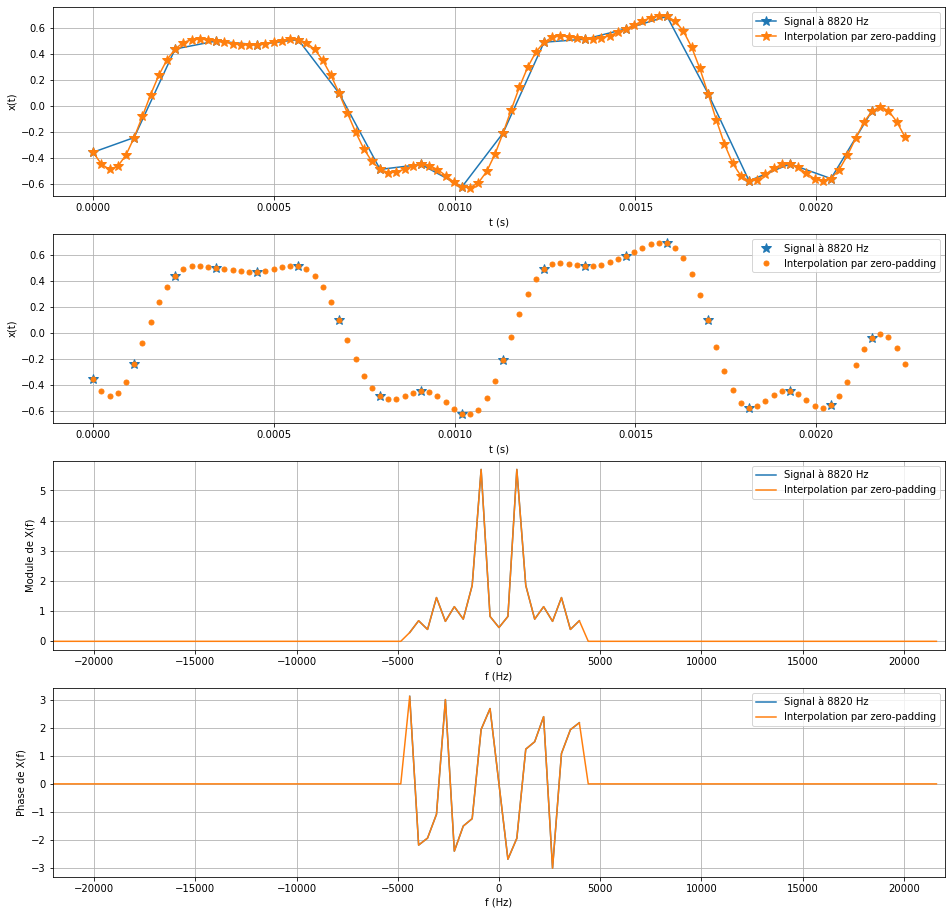 0.6
0.4
0.2
0.0
−0.2
−0.4
−0.6
x(t)
Signal à 8820 Hz
Interpolation par zero-padding
0.0000 0.0005 0.0010 0.0015 0.0020
t (s)
0.6
0.4
0.2
0.0
−0.2
−0.4
−0.6
x(t)
Signal à 8820 Hz
Interpolation par zero-padding
0.0000 0.0005 0.0010 0.0015 0.0020
t (s)
5
4
3
2
1
0
Module de X(f)
Signal à 8820 Hz
Interpolation par zero-padding
−20000 −15000 −10000 −5000 0 5000 10000 15000 20000
f (Hz)
3
2
1
0
−1
−2
−3
Phase de X(f)
Signal à 8820 Hz
Interpolation par zero-padding
−20000 −15000 −10000 −5000 0 5000 10000 15000 20000
f (Hz)